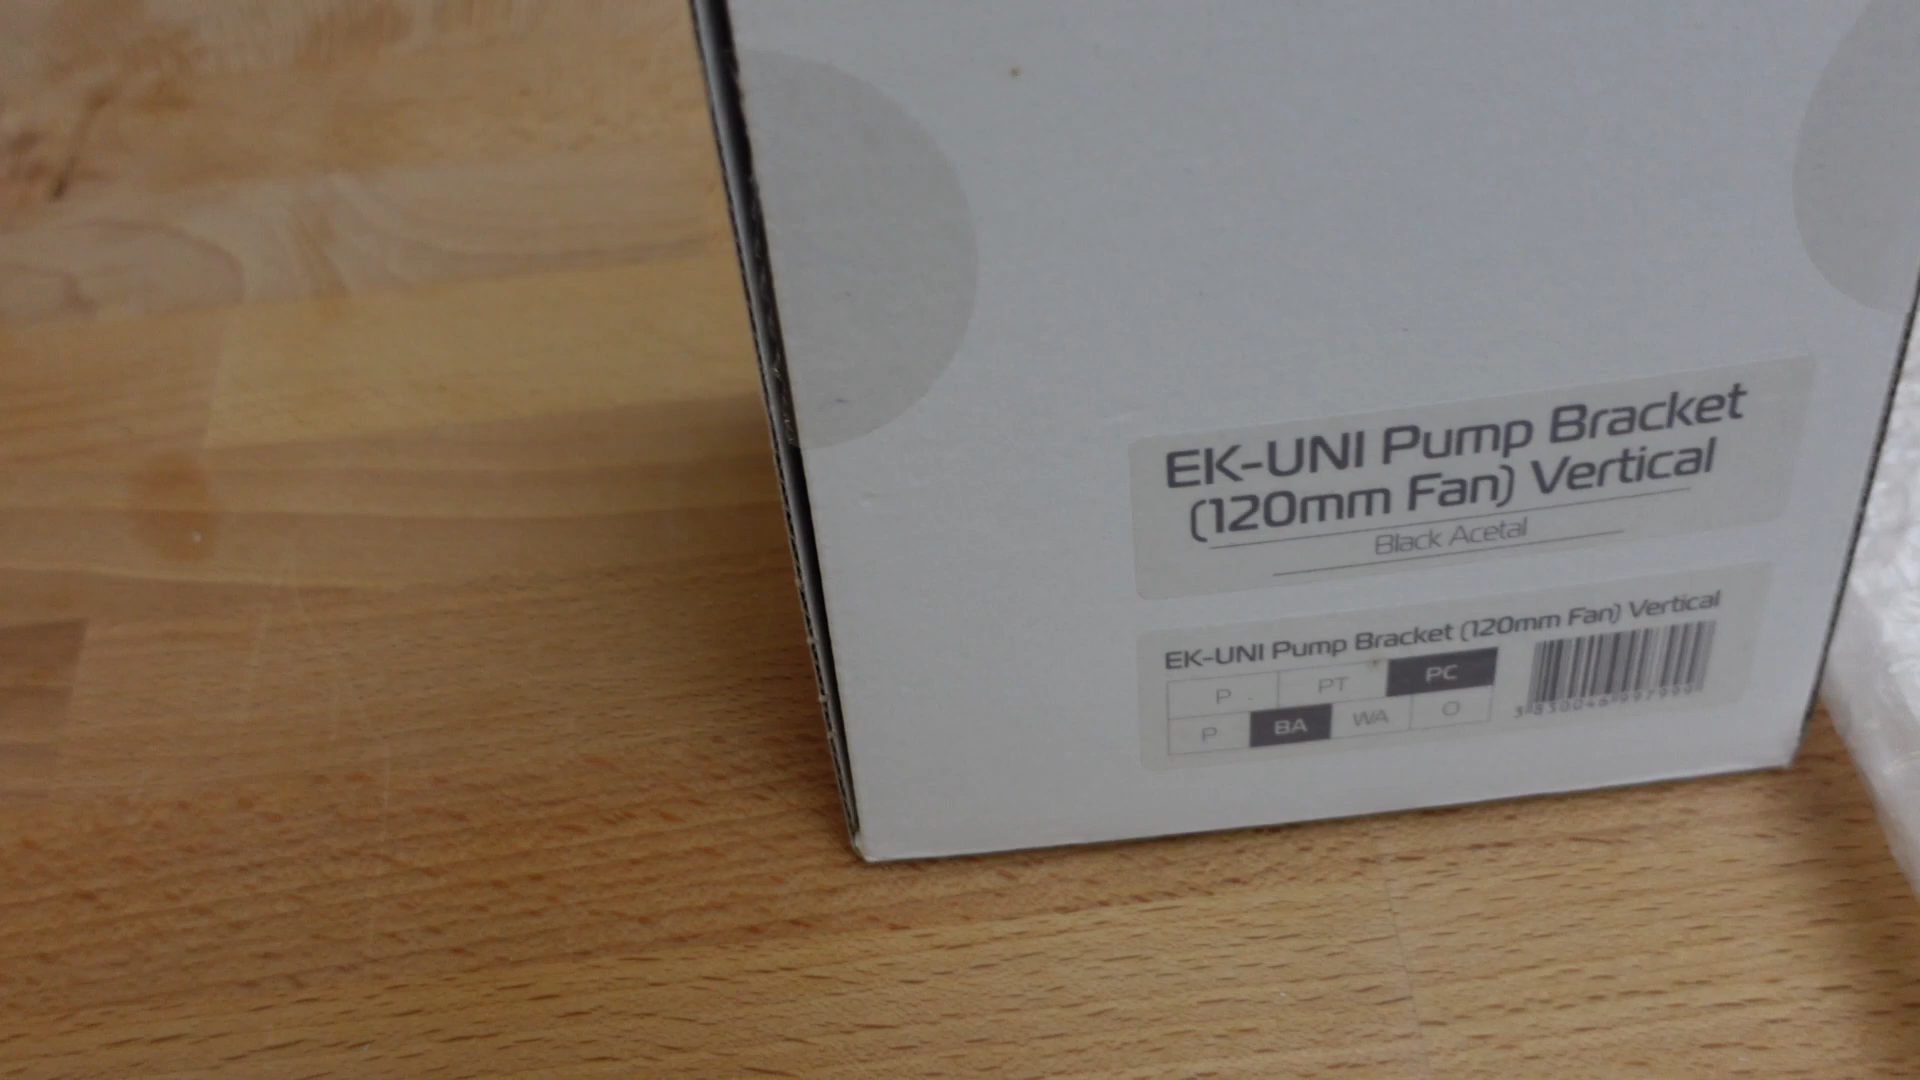 EK-UNI Pump Bracket
(120mm Fan) Vertical
Black Acetal
EK-UNI Pump Bracket (120mm Fan) Vertical
P PT PC
P BA WA O